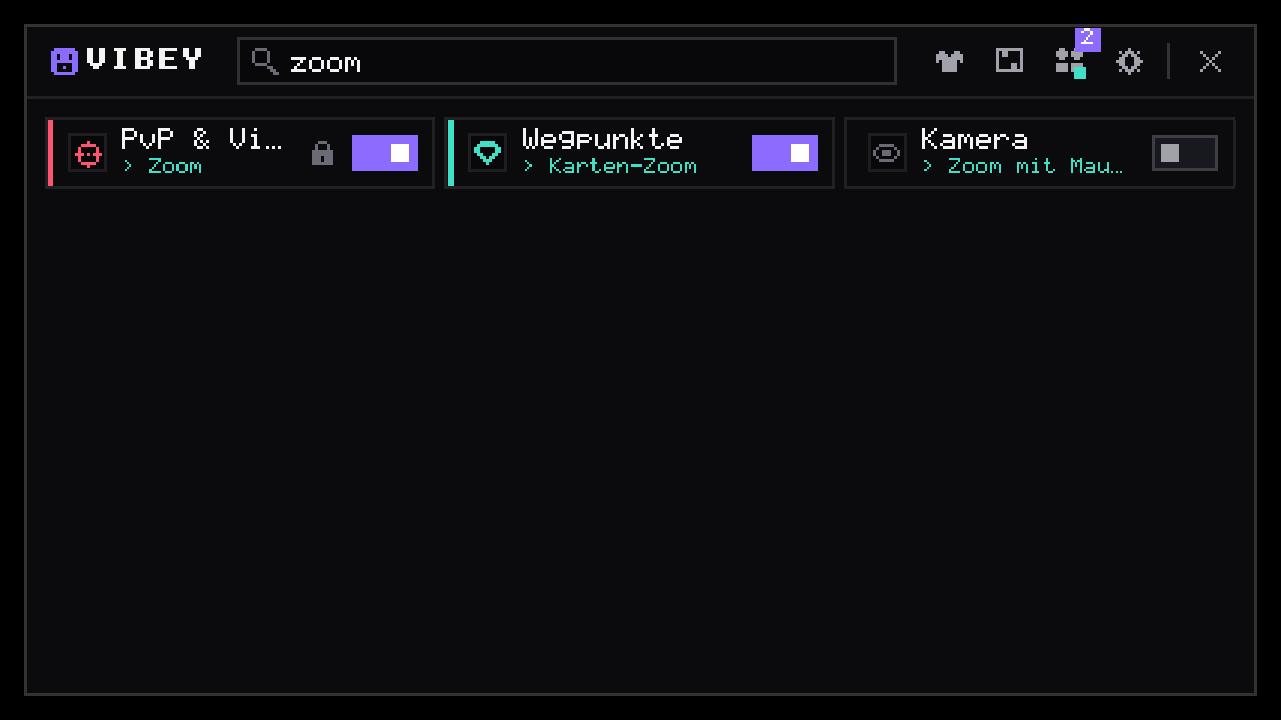 VIBEY
zoom
2
PvP & Vi…
> Zoom
Wegpunkte
> Karten-Zoom
Kamera
> Zoom mit Mau…